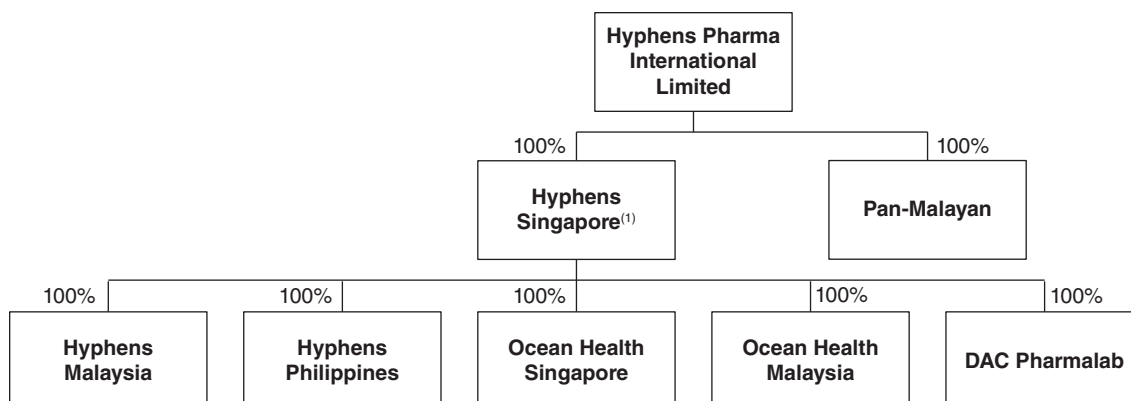 Hyphens Pharma
International
Limited
100%
100%
Hyphens
Singapore(1)
Pan-Malayan
100%
100%
100%
100%
100%
Hyphens
Malaysia
Hyphens
Philippines
Ocean Health
Singapore
Ocean Health
Malaysia
DAC Pharmalab